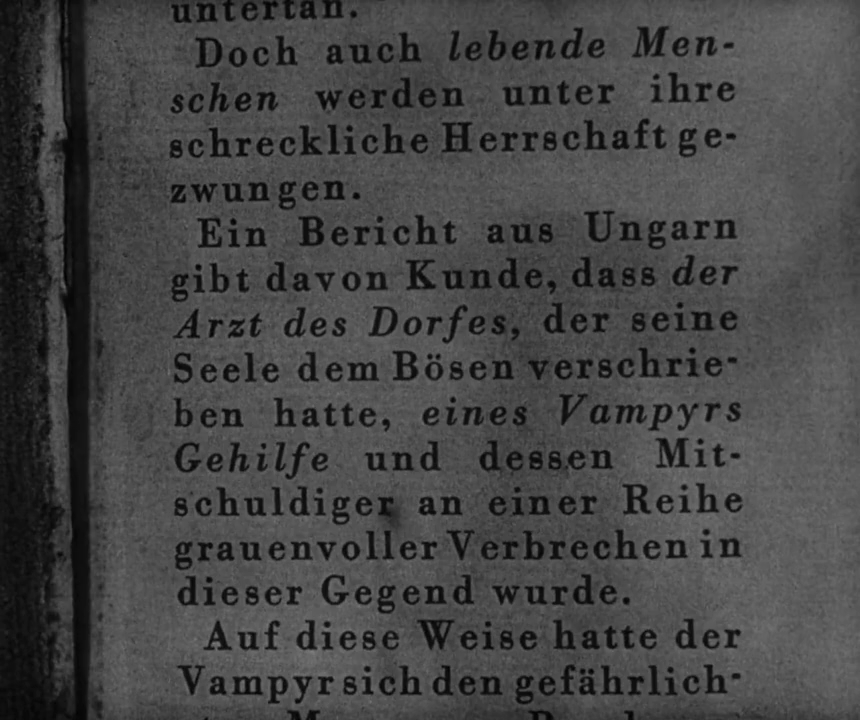 untertan.
Doch auch lebende Men-
schen werden unter ihre
schreckliche Herrschaft ge-
zwungen.
Ein Bericht aus Ungarn
gibt davon Kunde, dass der
Arzt des Dorfes, der seine
Seele dem Bösen verschrie-
ben hatte, eines Vampyrs
Gehilfe und dessen Mit-
schuldiger an einer Reihe
grauenvoller Verbrechen in
dieser Gegend wurde.
Auf diese Weise hatte der
Vampyr sich den gefährlich-